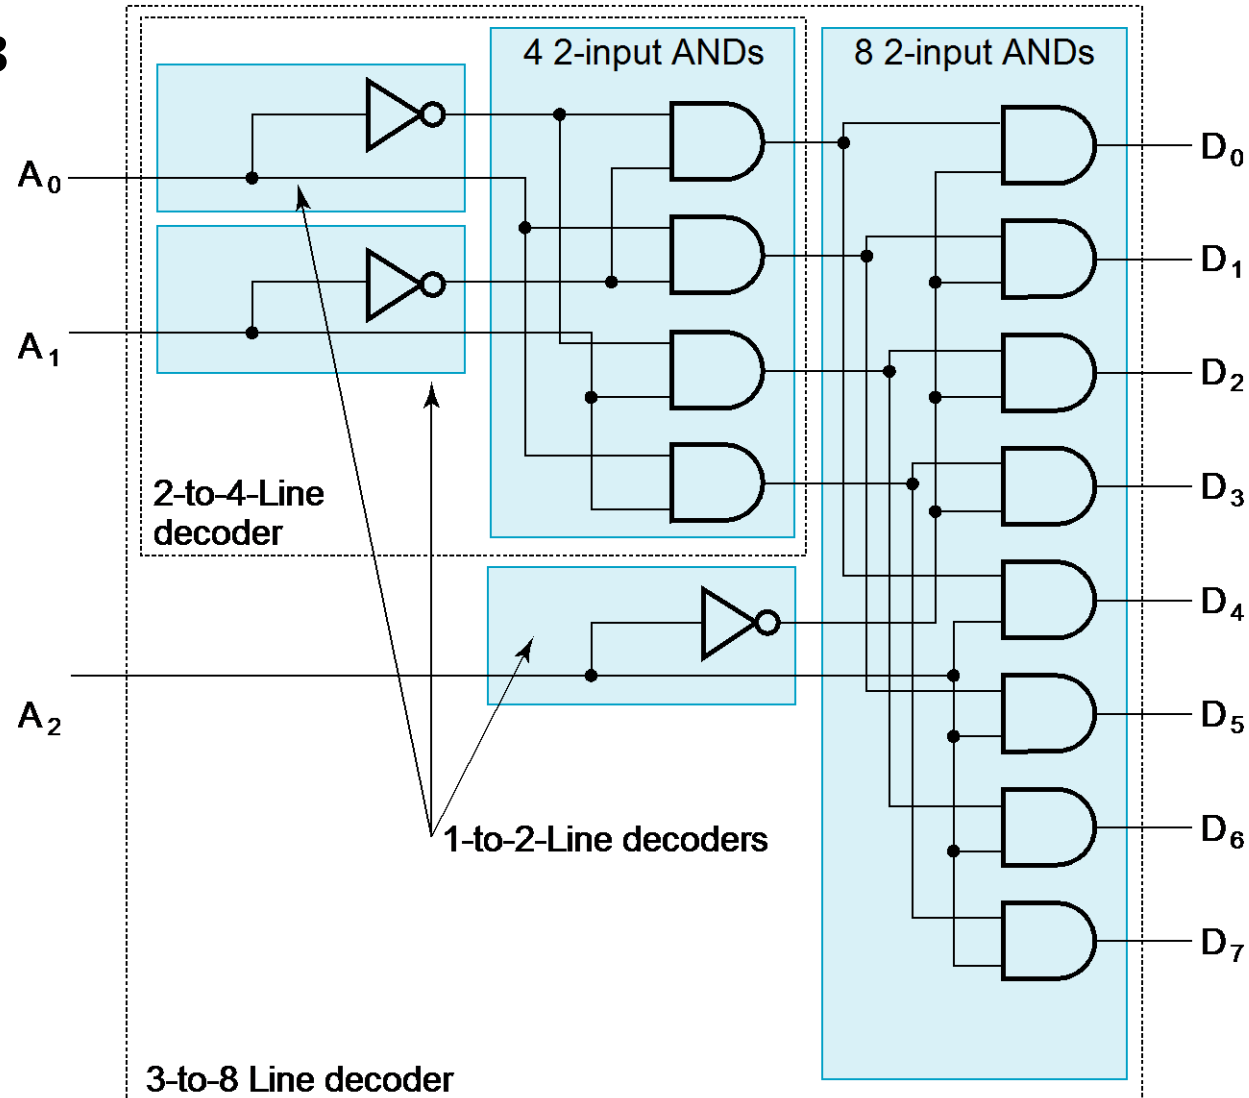 3
4 2-input ANDs
8 2-input ANDs
A0
A1
A2
D0
D1
D2
D3
D4
D5
D6
D7
2-to-4-Line
decoder
1-to-2-Line decoders
3-to-8 Line decoder